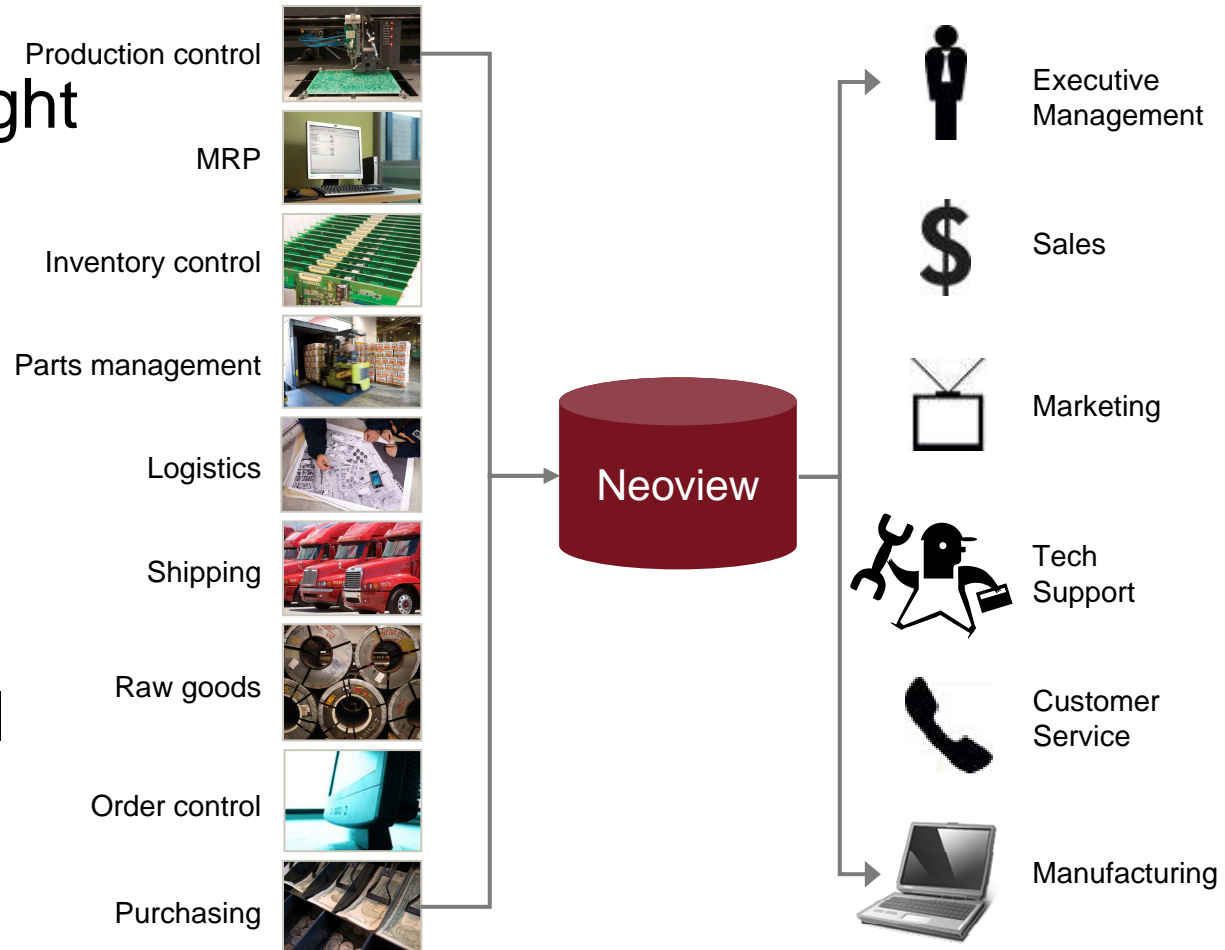 Production control
ght
MRP
Inventory control
Parts management
Logistics
Shipping
Raw goods
Order control
Purchasing
Neoview
Executive
Management
Sales
Marketing
Tech
Support
Customer
Service
Manufacturing